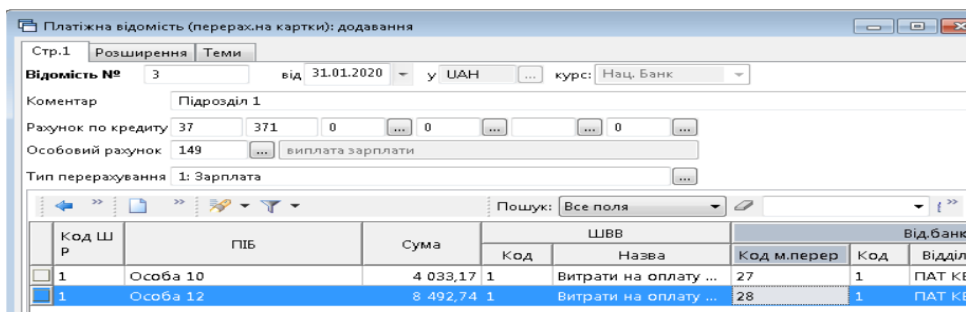 Платіжна відомість (перерах.на картки): додавання
Стр.1 Розширення Теми
Відомість № 3 від 31.01.2020 у UAH ... курс: Нац. Банк
Коментар Підрозділ 1
Рахунок по кредиту 37 371 0 ... 0 ... ... 0 ...
Особовий рахунок 149 ... виплата зарплати
Тип перерахування 1: Зарплата ...
Пошук: Все поля
Код Ш Р ПІБ Сума ШВВ Від.банк
Код Назва Код м.перер Код Відділ
1 Особа 10 4 033,17 1 Витрати на оплату ... 27 1 ПАТ КБ
1 Особа 12 8 492,74 1 Витрати на оплату ... 28 1 ПАТ КБ